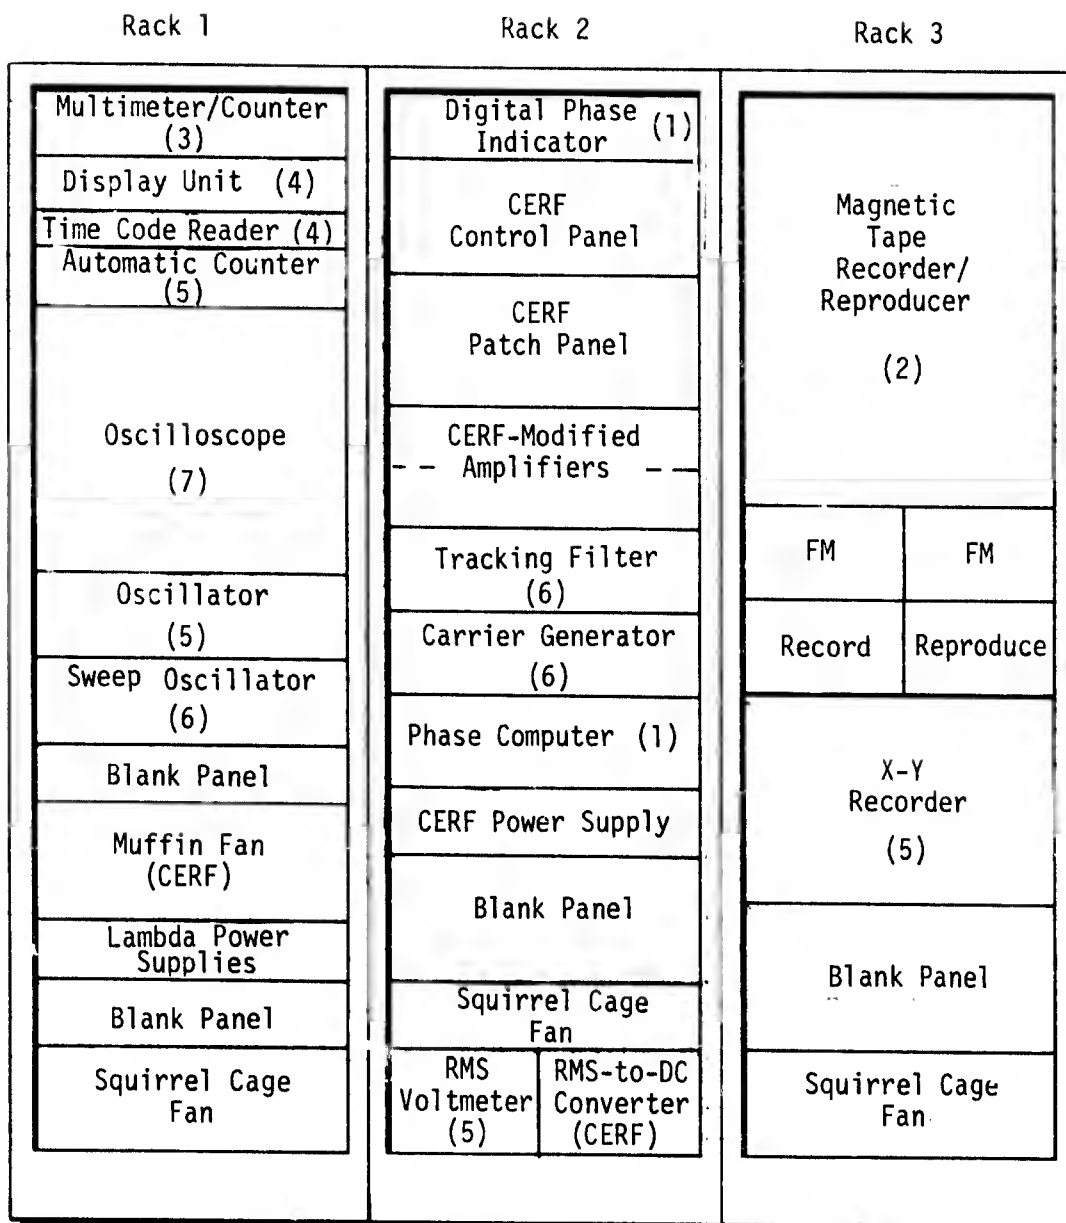 Rack 1
Multimeter/Counter
(3)
Display Unit (4)
Time Code Reader (4)
Automatic Counter
(5)
Oscilloscope
(7)
Oscillator
(5)
Sweep Oscillator
(6)
Blank Panel
Muffin Fan
(CERF)
Lambda Power
Supplies
Blank Panel
Squirrel Cage
Fan
Rack 2
Digital Phase (1)
Indicator
CERF
Control Panel
CERF
Patch Panel
CERF-Modified
-- Amplifiers --
Tracking Filter
(6)
Carrier Generator
(6)
Phase Computer (1)
CERF Power Supply
Blank Panel
Squirrel Cage
Fan
RMS
Voltmeter
(5)
RMS-to-DC
Converter
(CERF)
Rack 3
Magnetic
Tape
Recorder/
Reproducer
(2)
FM
FM
Record
Reproduce
X-Y
Recorder
(5)
Blank Panel
Squirrel Cage
Fan